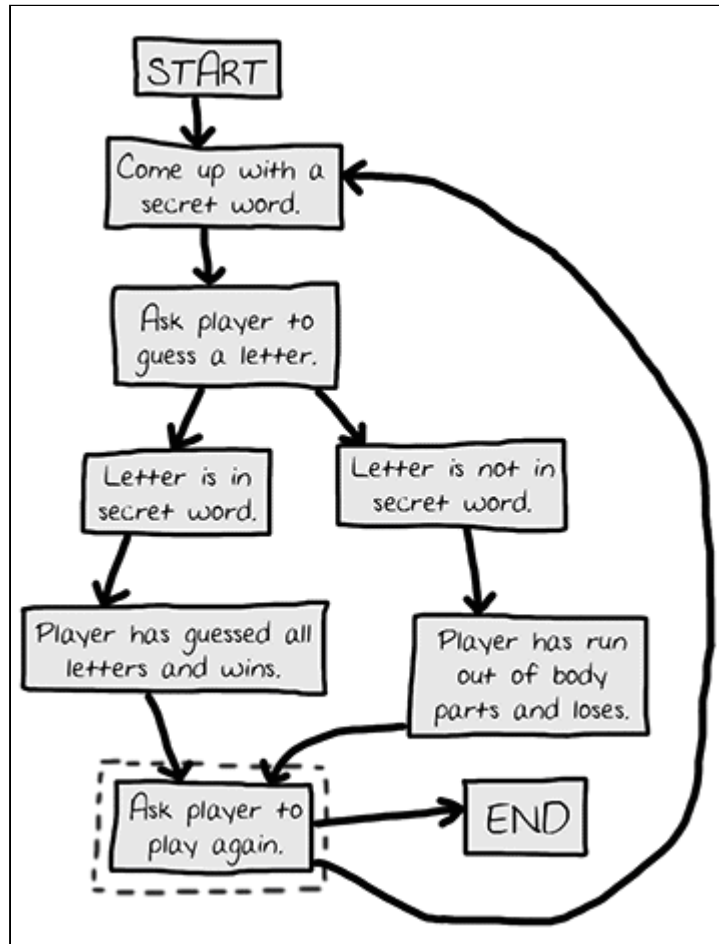 START
Come up with a
secret word.
Ask player to
guess a letter.
Letter is in
secret word.
Letter is not in
secret word.
Player has guessed all
letters and wins.
Player has run
out of body
parts and loses.
Ask player to
play again.
END